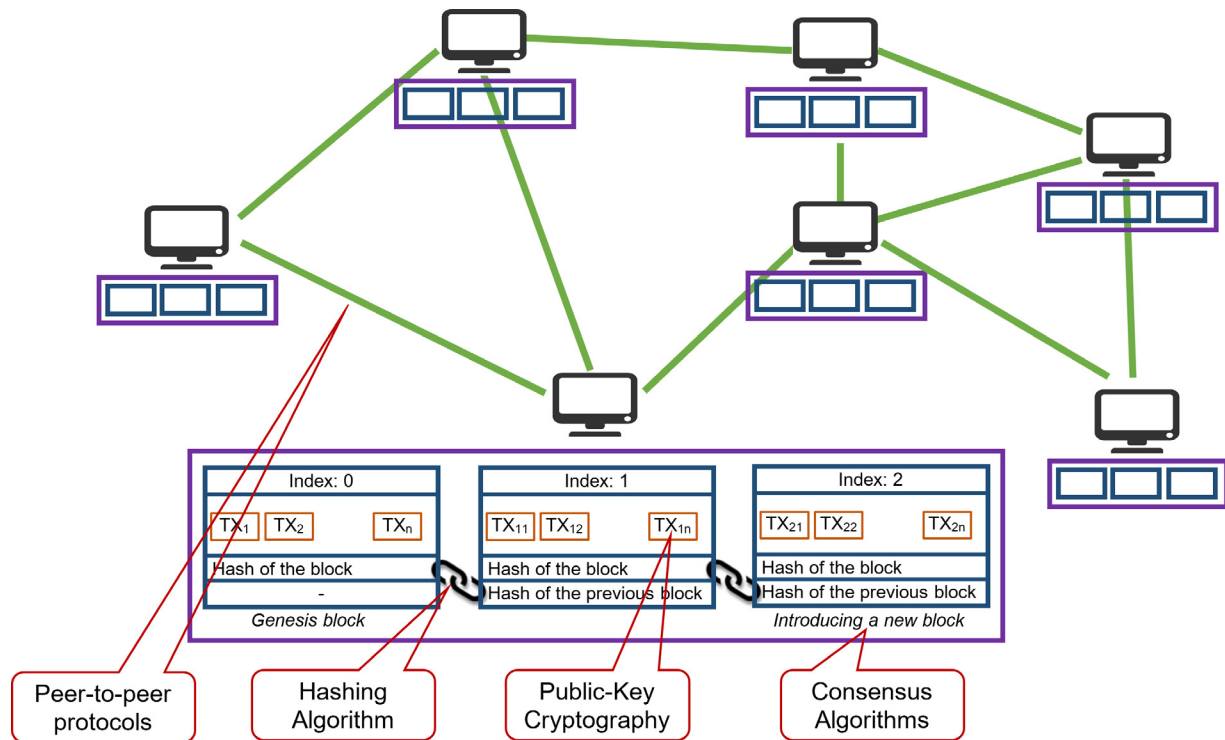 Index: 0
Index: 1
Index: 2
TX₁ TX₂ TXₙ
TX₁₁ TX₁₂ TX₁ₙ
TX₂₁ TX₂₂ TX₂ₙ
Hash of the block
Hash of the block
Hash of the block
-
Hash of the previous block
Hash of the previous block
Genesis block
Introducing a new block
Peer-to-peer
protocols
Hashing
Algorithm
Public-Key
Cryptography
Consensus
Algorithms